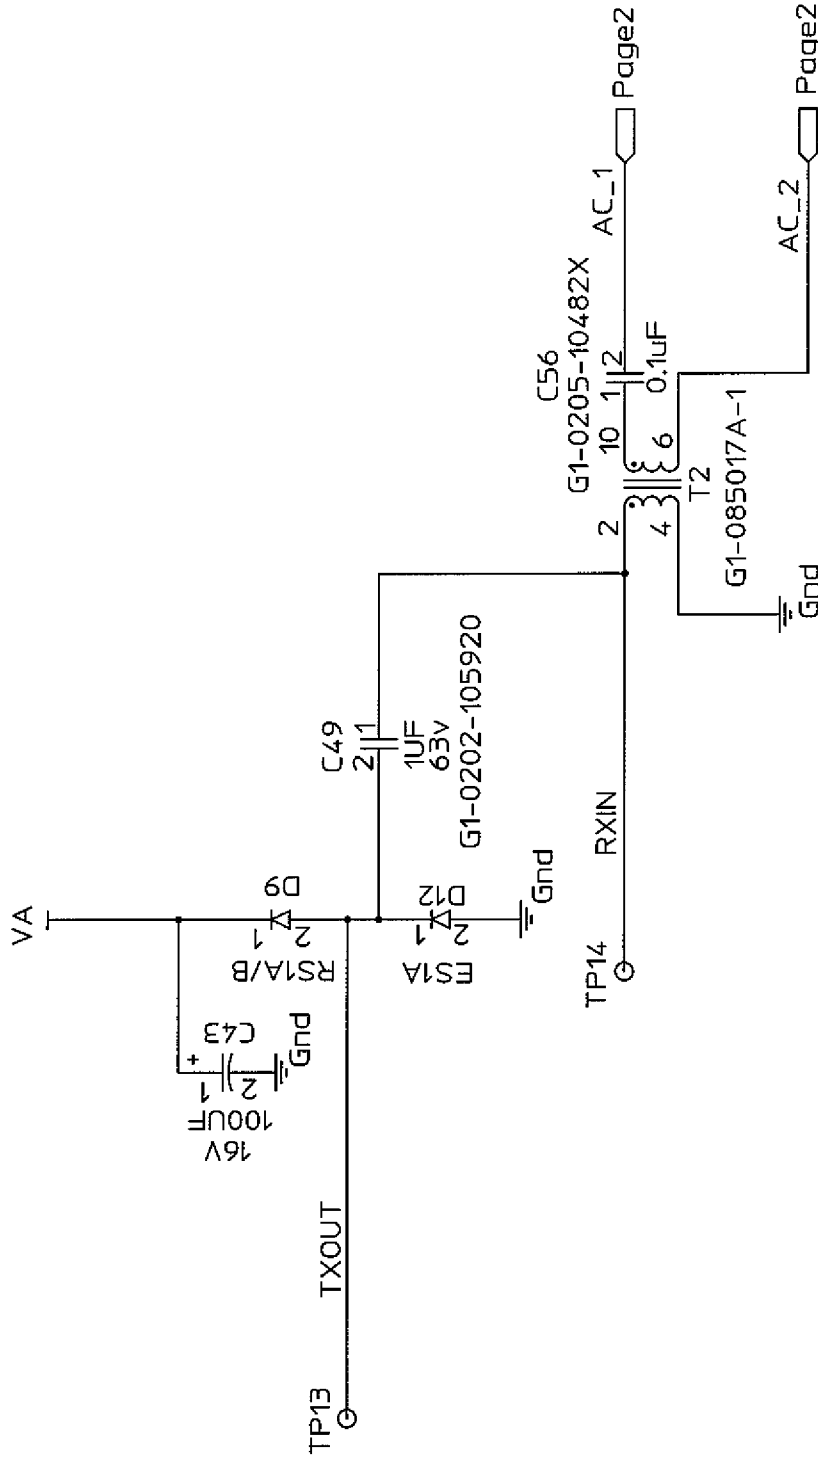 VA
16V
100UF
1
2
+
C43
Gnd
D9
1
2
RS1A/B
D12
1
2
ES1A
Gnd
TP13
TXOUT
C49
2 1
1UF
63v
G1-0202-105920
TP14
RXIN
C56
G1-0205-10482X
1 2
0.1uF
2
10
4
6
T2
G1-085017A-1
Gnd
AC_1
Page2
AC_2
Page2